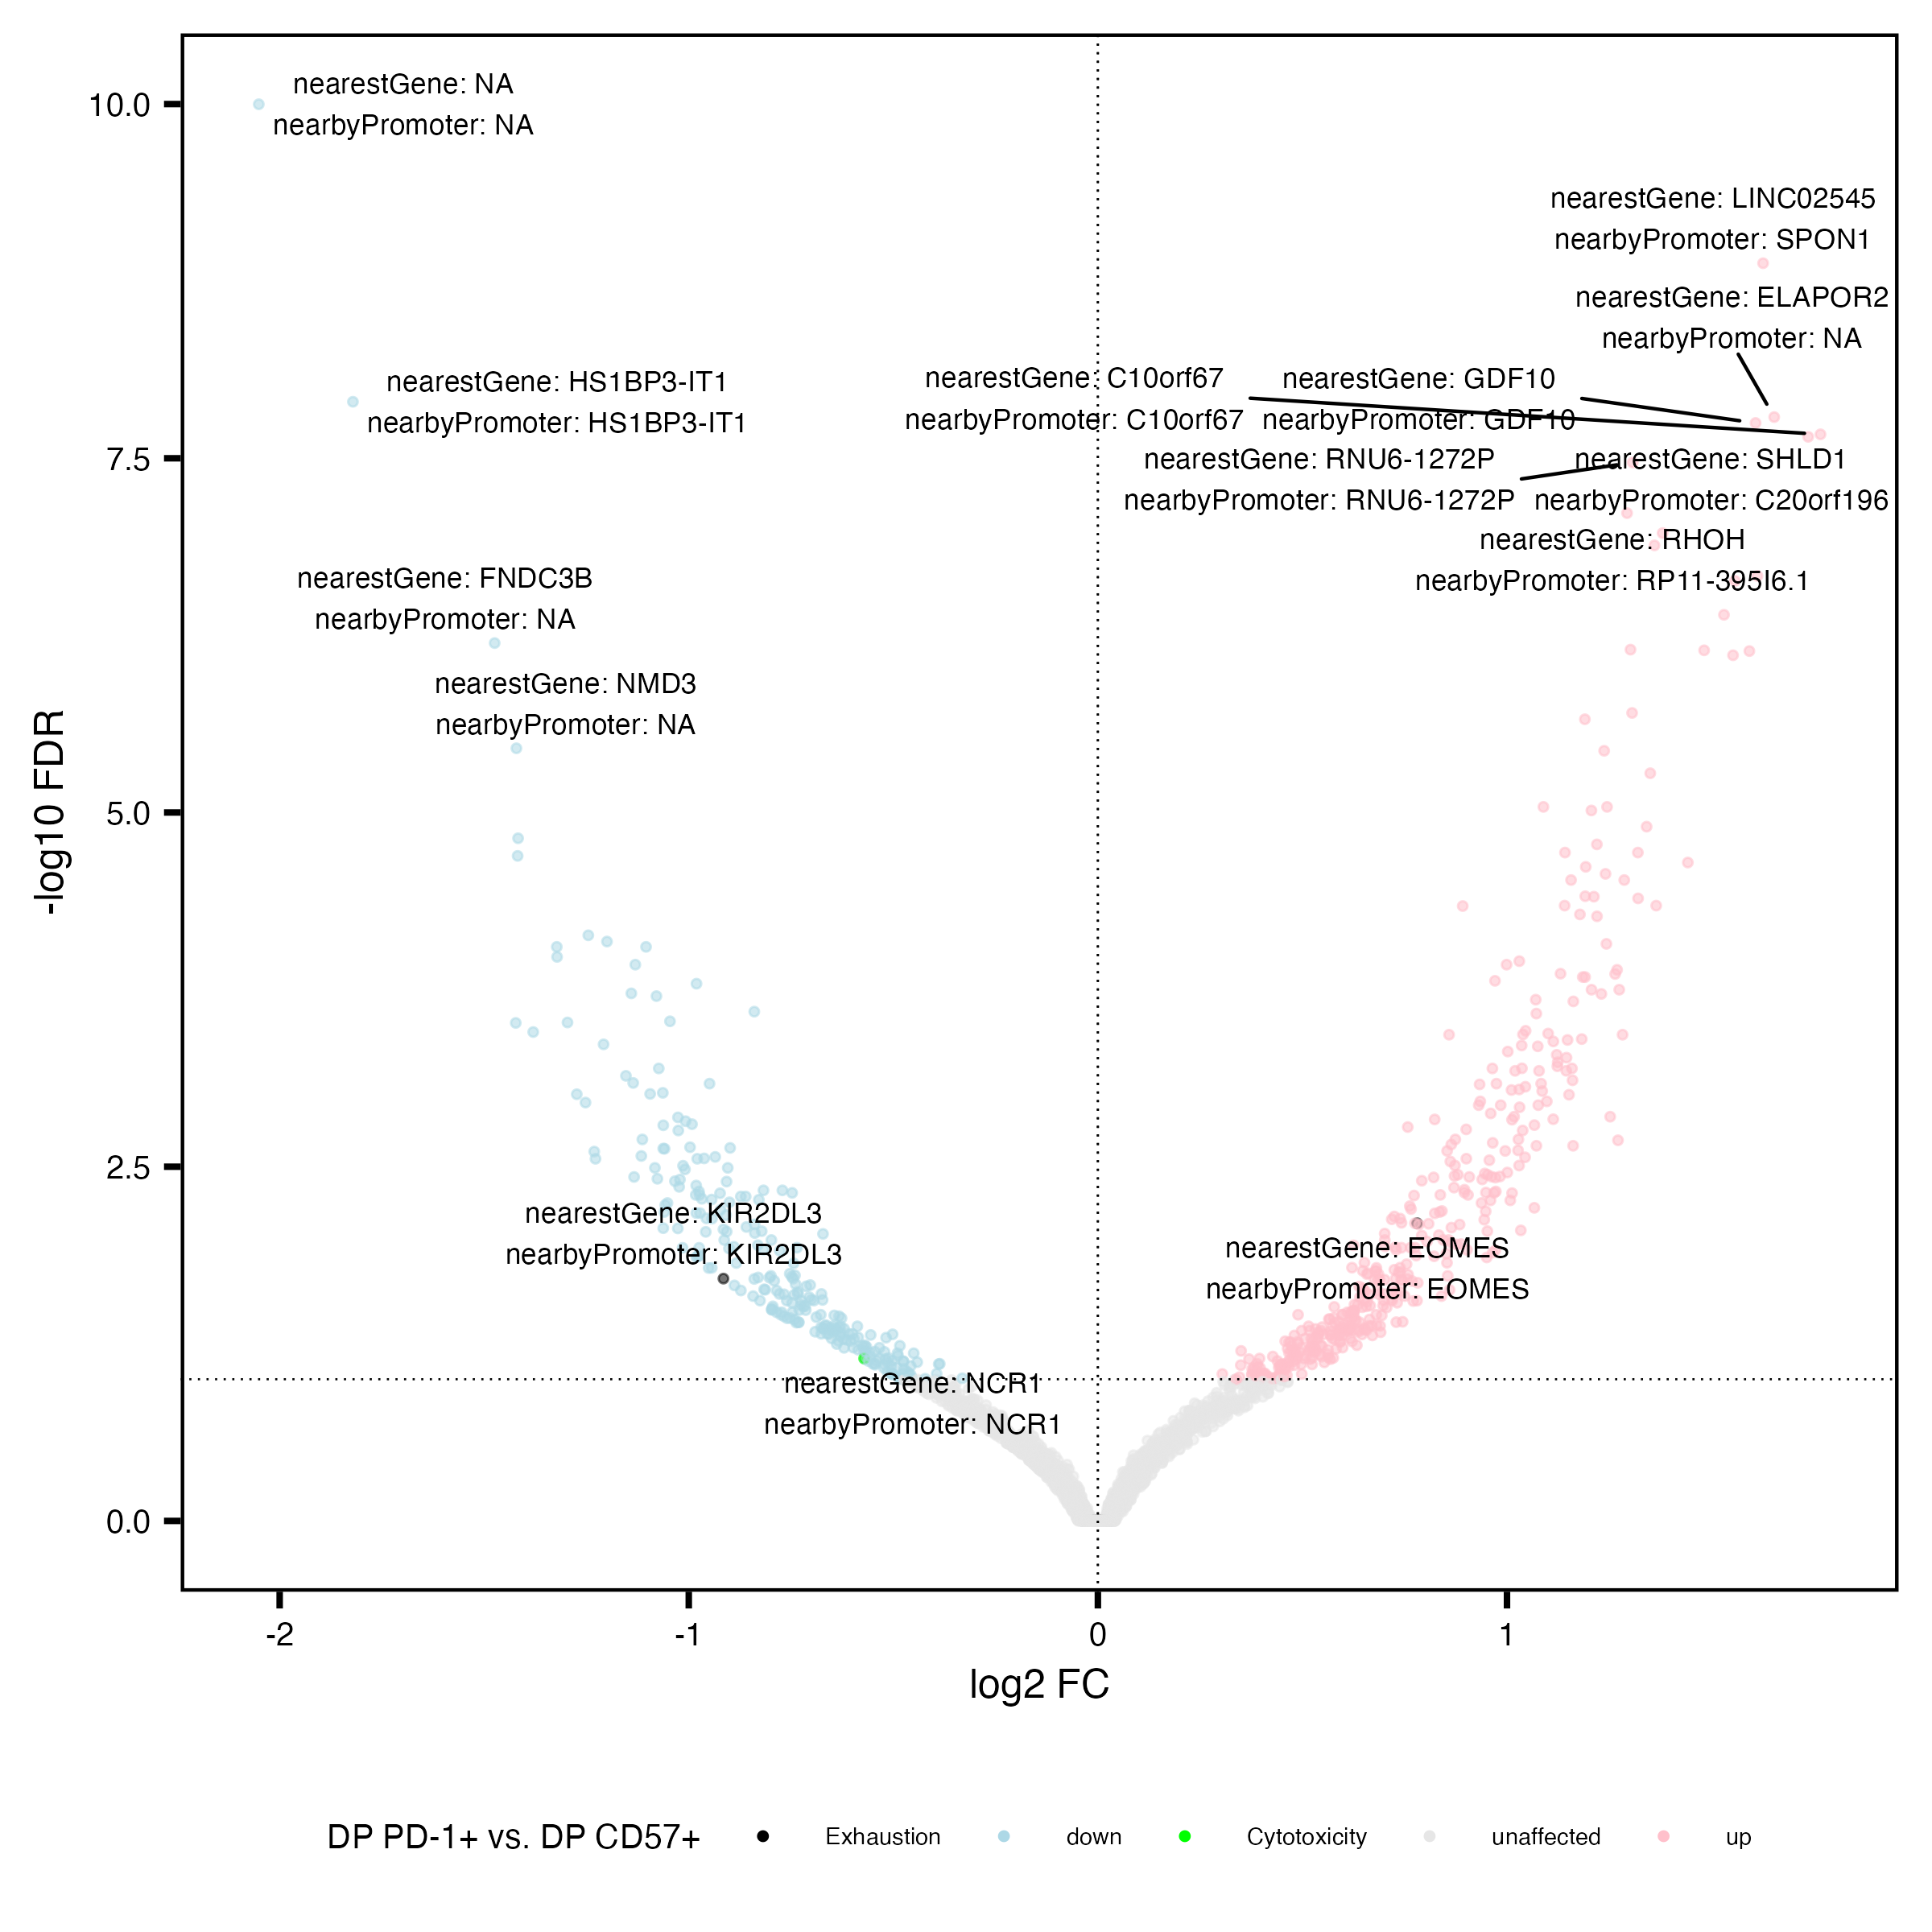 nearestGene: NA
nearbyPromoter: NA
nearestGene: LINC02545
nearbyPromoter: SPON1
nearestGene: ELAPOR2
nearbyPromoter: NA
nearestGene: HS1BP3-IT1
nearbyPromoter: HS1BP3-IT1
nearestGene: C10orf67
nearbyPromoter: C10orf67
nearestGene: GDF10
nearbyPromoter: GDF10
nearestGene: RNU6-1272P
nearbyPromoter: RNU6-1272P
nearestGene: SHLD1
nearbyPromoter: C20orf196
nearestGene: RHOH
nearbyPromoter: RP11-395I6.1
nearestGene: FNDC3B
nearbyPromoter: NA
nearestGene: NMD3
nearbyPromoter: NA
nearestGene: KIR2DL3
nearbyPromoter: KIR2DL3
nearestGene: EOMES
nearbyPromoter: EOMES
nearestGene: NCR1
nearbyPromoter: NCR1
10.0
7.5
5.0
2.5
0.0
-log10 FDR
-2 -1 0 1
log2 FC
DP PD-1+ vs. DP CD57+ Exhaustion down Cytotoxicity unaffected up